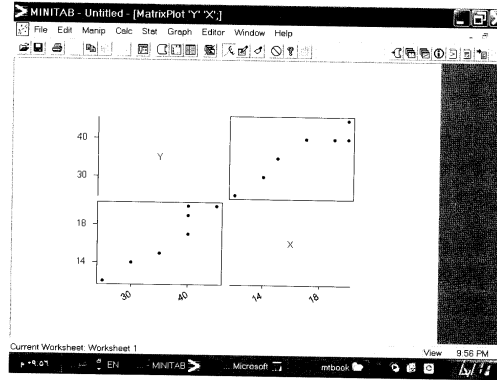 MINITAB - Untitled - [MatrixPlot 'Y' 'X';]
File Edit Manip Calc Stat Graph Editor Window Help
40
Y
30
18
X
14
30 40 14 18
Current Worksheet: Worksheet 1
View 9:56 PM
EN ... - MINITAB ... Microsoft mtbook